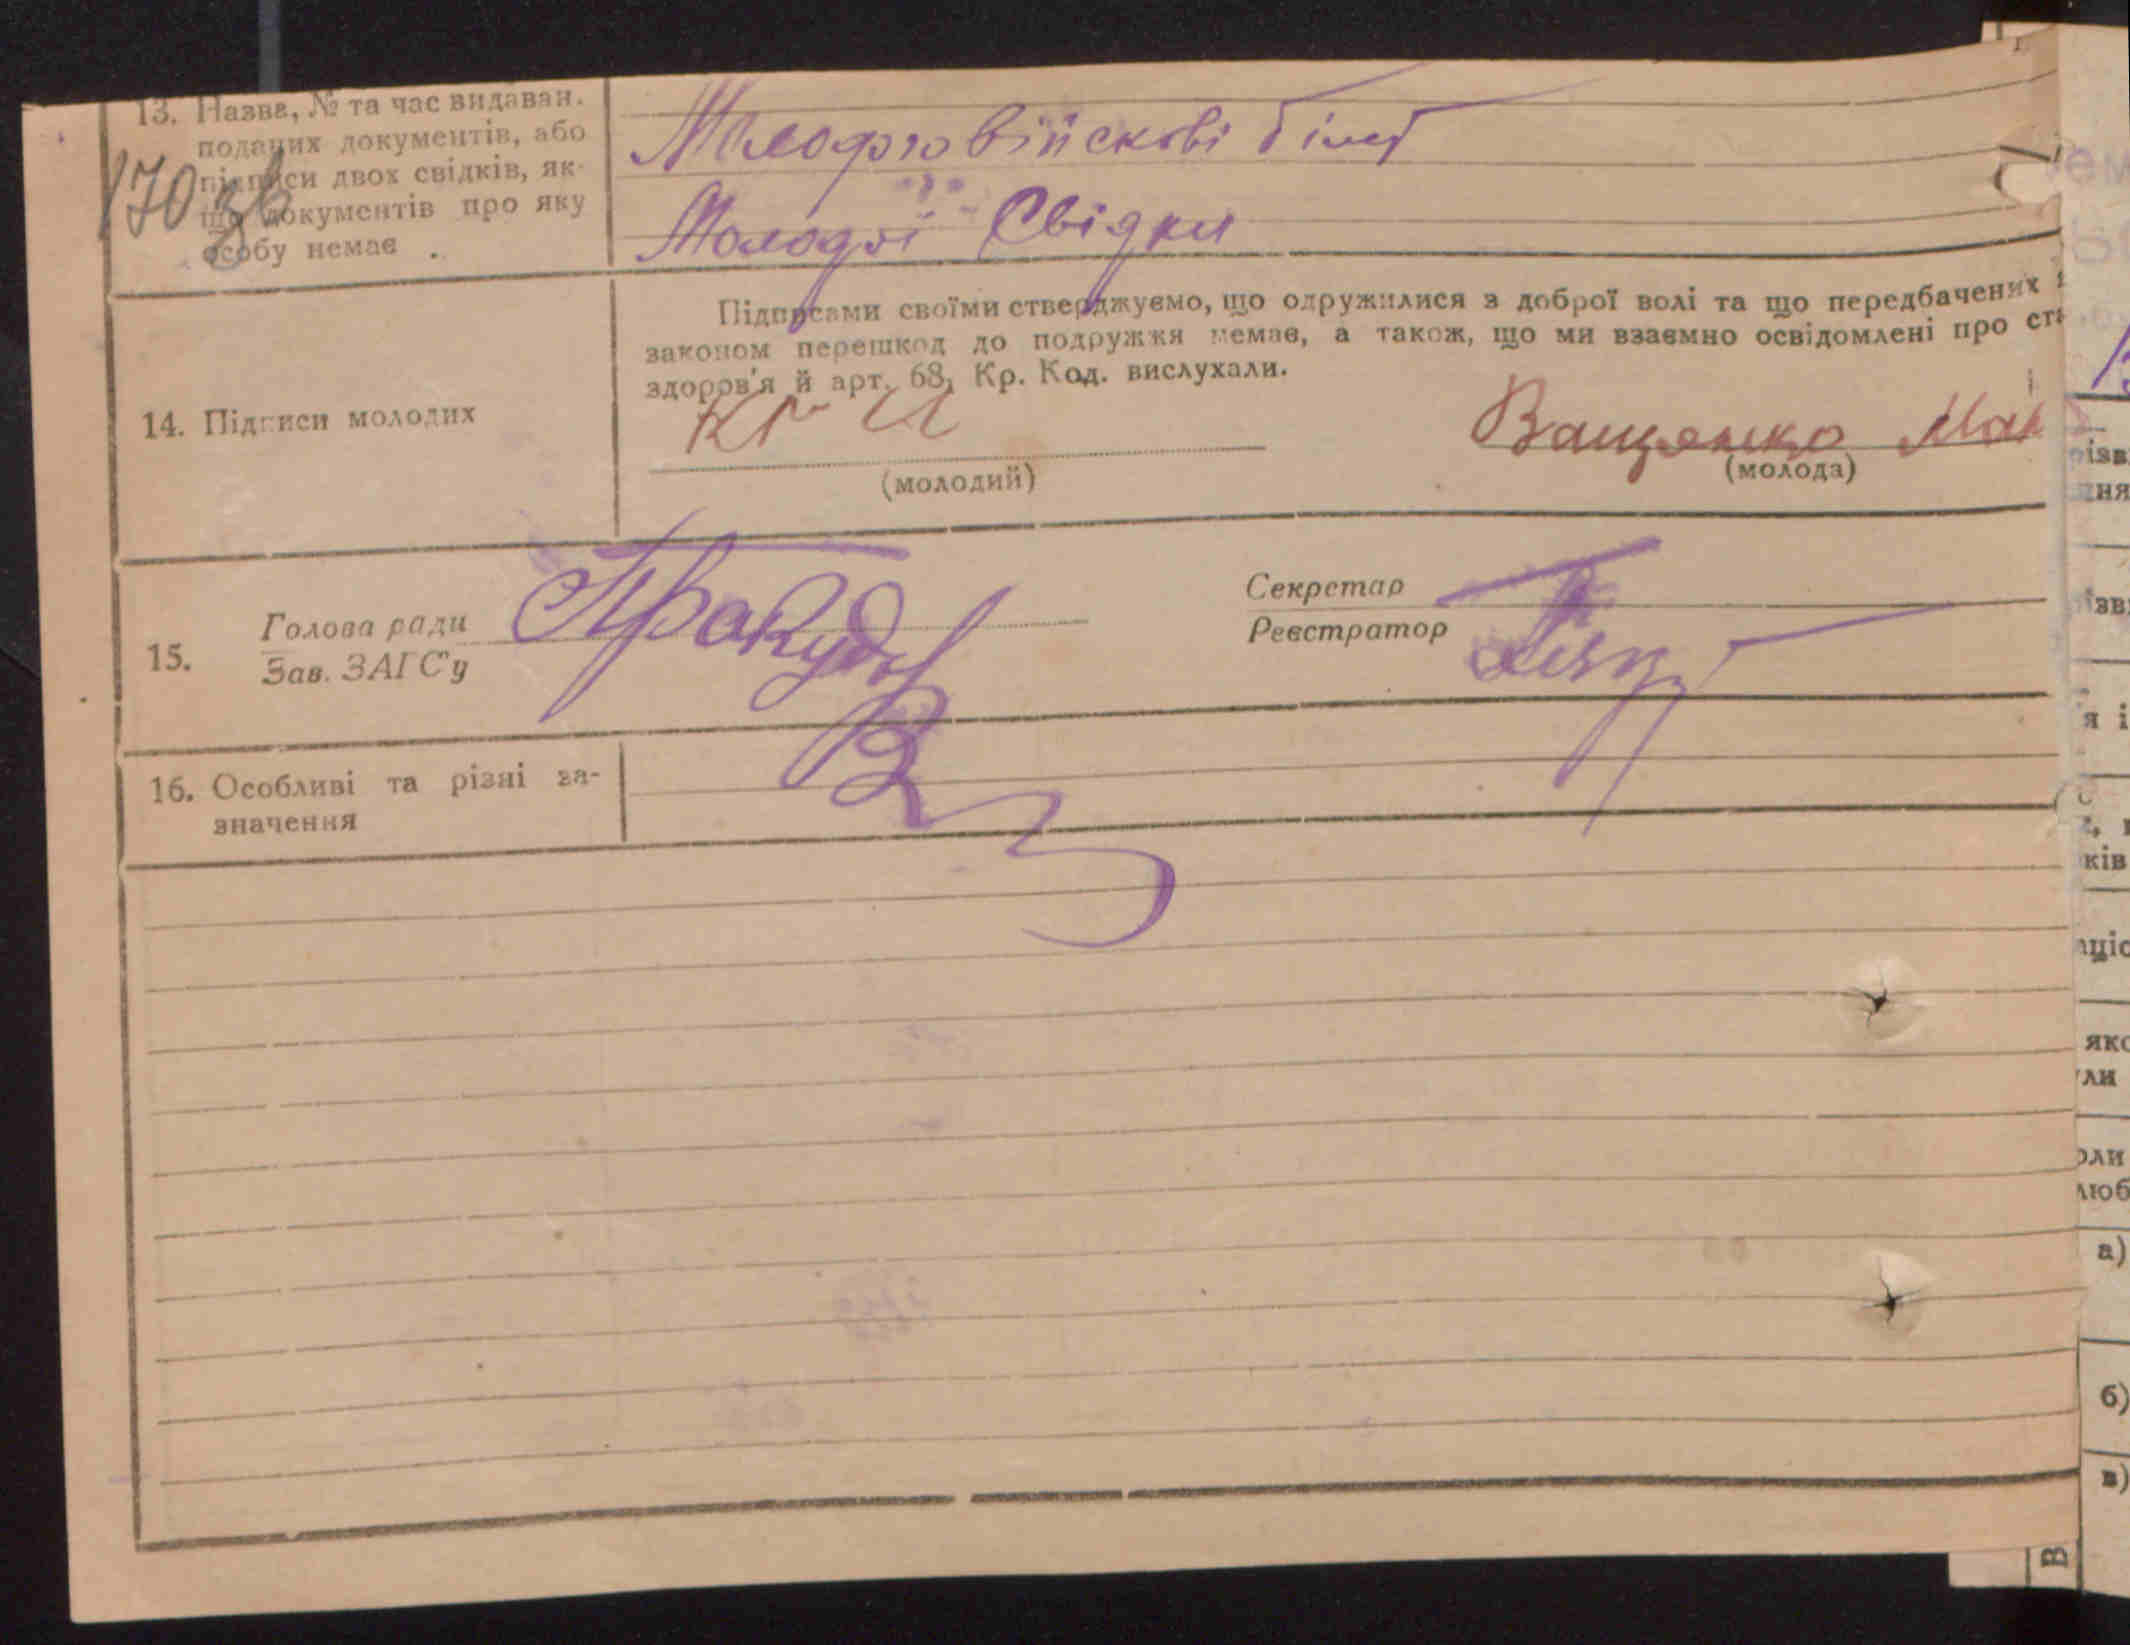 13. Назва, № та час видаван.
поданих документів, або
підписи двох свідків, як-
що документів про яку
особу немає .
170 зв
Молодого військові білет
Молодої Свідки
14. Підписи молодих
Підписами своїми стверджуємо, що одружилися з доброї волі та що передбачених
законом перешкод до подружжя немає, а також, що ми взаємно освідомлені про ст
здоров'я й арт. 68, Кр. Код. вислухали.
Ващенко
(молодий)
(молода)
15.
Голова ради
Зав. ЗАГС'у
Секретар
Реєстратор
16. Особливі та різні за-
значення
а)
б)
в)